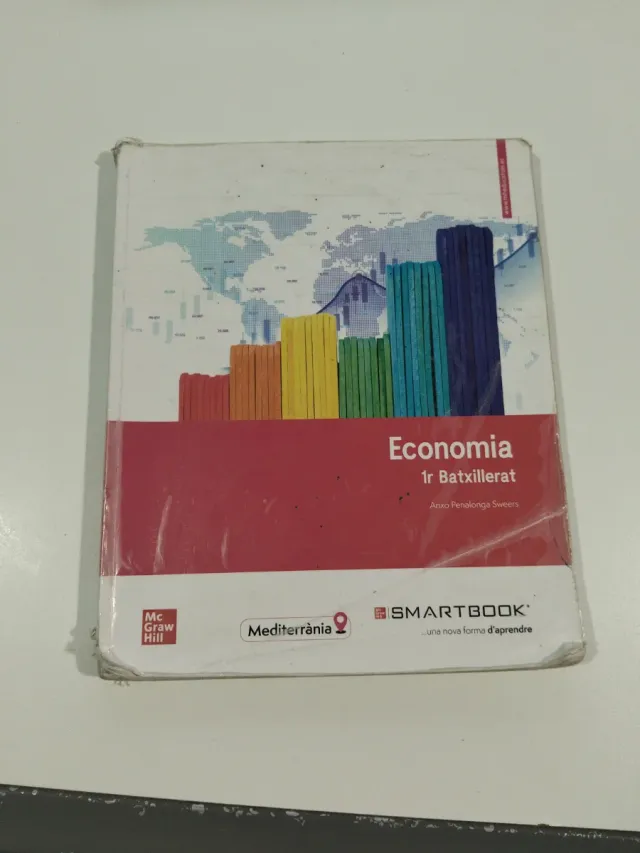 Economia
1r Batxillerat
Anxo Penalonga Sweers
Mc
Graw
Hill
Mediterrània
SMARTBOOK
...una nova forma d'aprendre